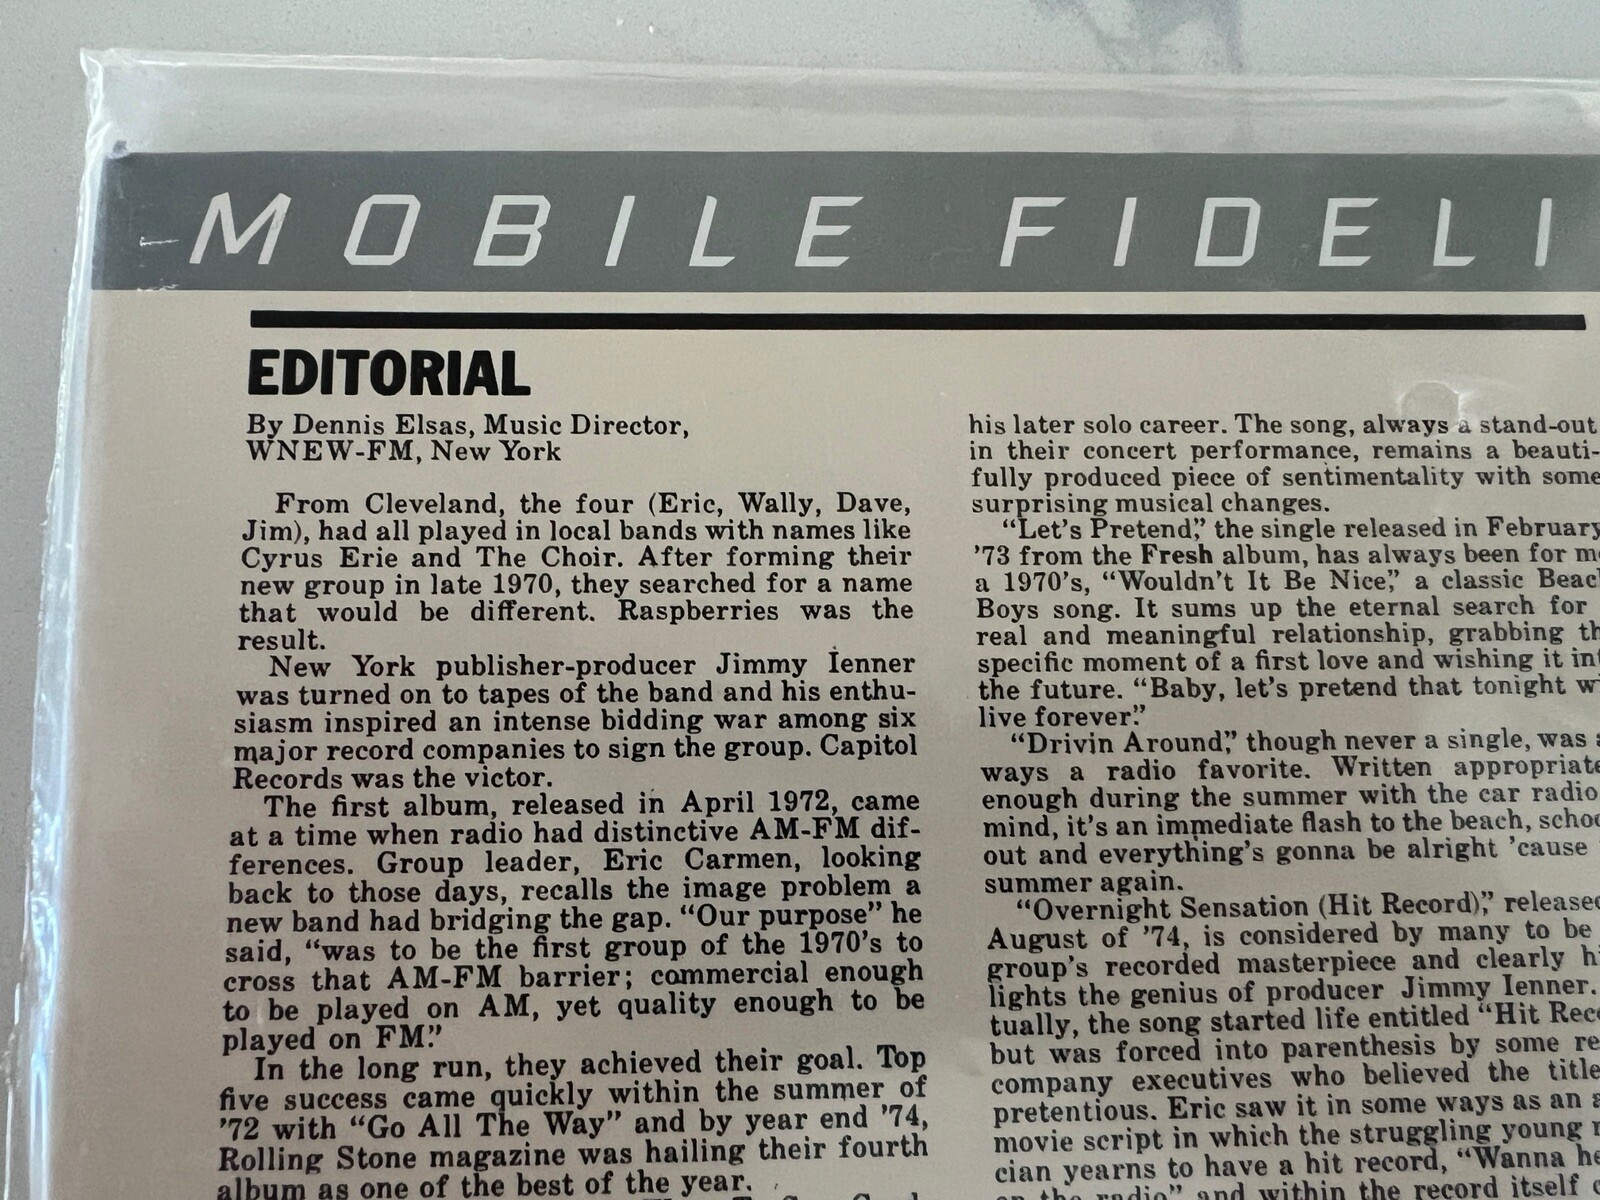 MOBILE FIDELI
EDITORIAL
By Dennis Elsas, Music Director,
WNEW-FM, New York
From Cleveland, the four (Eric, Wally, Dave,
Jim), had all played in local bands with names like
Cyrus Erie and The Choir. After forming their
new group in late 1970, they searched for a name
that would be different. Raspberries was the
result.
New York publisher-producer Jimmy Ienner
was turned on to tapes of the band and his enthu-
siasm inspired an intense bidding war among six
major record companies to sign the group. Capitol
Records was the victor.
The first album, released in April 1972, came
at a time when radio had distinctive AM-FM dif-
ferences. Group leader, Eric Carmen, looking
back to those days, recalls the image problem a
new band had bridging the gap. “Our purpose” he
said, “was to be the first group of the 1970’s to
cross that AM-FM barrier; commercial enough
to be played on AM, yet quality enough to be
played on FM.”
In the long run, they achieved their goal. Top
five success came quickly within the summer of
’72 with “Go All The Way” and by year end ’74,
Rolling Stone magazine was hailing their fourth
album as one of the best of the year.
his later solo career. The song, always a stand-out
in their concert performance, remains a beauti-
fully produced piece of sentimentality with some
surprising musical changes.
“Let’s Pretend,” the single released in February
’73 from the Fresh album, has always been for
a 1970’s, “Wouldn’t It Be Nice,” a classic
Boys song. It sums up the eternal search for
real and meaningful relationship, grabbing
specific moment of a first love and wishing it
the future. “Baby, let’s pretend that tonight
live forever.”
“Drivin Around,” though never a single, was
ways a radio favorite. Written
enough during the summer with the car radio
mind, it’s an immediate flash to the beach,
out and everything’s gonna be alright ’cause
summer again.
“Overnight Sensation (Hit Record),” released
August of ’74, is considered by many to be
group’s recorded masterpiece and clearly
lights the genius of producer Jimmy Ienner.
tually, the song started life entitled “Hit
but was forced into parenthesis by some
company executives who believed the title
pretentious. Eric saw it in some ways as an
movie script in which the struggling young
cian yearns to have a hit record, “Wanna
on the radio” and within the record itself